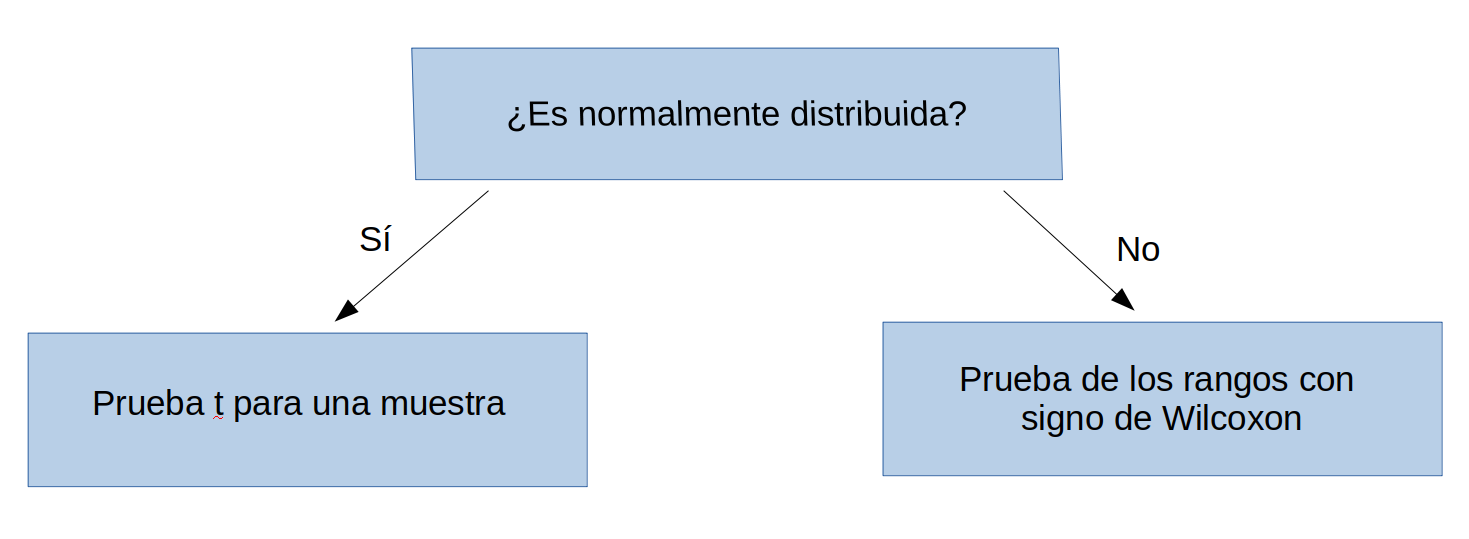 ¿Es normalmente distribuida?
Sí
No
Prueba t para una muestra
Prueba de los rangos con
signo de Wilcoxon